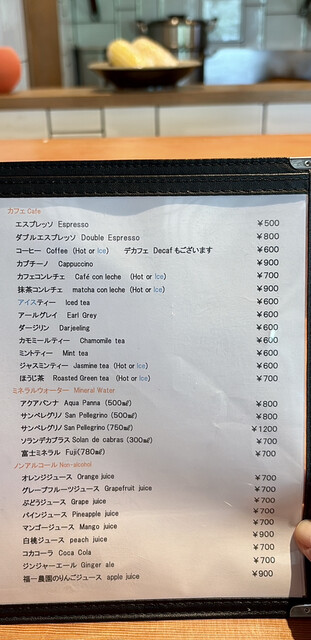 カフェ Cafe
エスプレッソ Espresso ¥500
ダブルエスプレッソ Double Espresso ¥800
コーヒー Coffee (Hot or Ice) デカフェ Decaf もございます ¥600
カプチーノ Cappuccino ¥900
カフェコンレチェ Café con leche (Hot or Ice) ¥700
抹茶コンレチェ matcha con leche (Hot or Ice) ¥900
アイスティー Iced tea ¥600
アールグレイ Earl Grey ¥600
ダージリン Darjeeling ¥600
カモミールティー Chamomile tea ¥600
ミントティー Mint tea ¥600
ジャスミンティー Jasmine tea (Hot or Ice) ¥600
ほうじ茶 Roasted Green tea (Hot or Ice) ¥700
ミネラルウォーター Mineral Water
アクアパンナ Aqua Panna (500㎖) ¥800
サンペレグリノ San Pellegrino (500㎖) ¥800
サンペレグリノ San Pellegrino (750㎖) ¥1200
ソランデカブラス Solan de cabras (300㎖) ¥700
富士ミネラル Fuji(780㎖) ¥700
ノンアルコール Non-alcohol
オレンジジュース Orange juice ¥700
グレープフルーツジュース Grapefruit juice ¥700
ぶどうジュース Grape juice ¥700
パインジュース Pineapple juice ¥700
マンゴージュース Mango juice ¥700
白桃ジュース peach juice ¥900
コカコーラ Coca Cola ¥700
ジンジャーエール Ginger ale ¥700
福一農園のりんごジュース apple juice ¥900